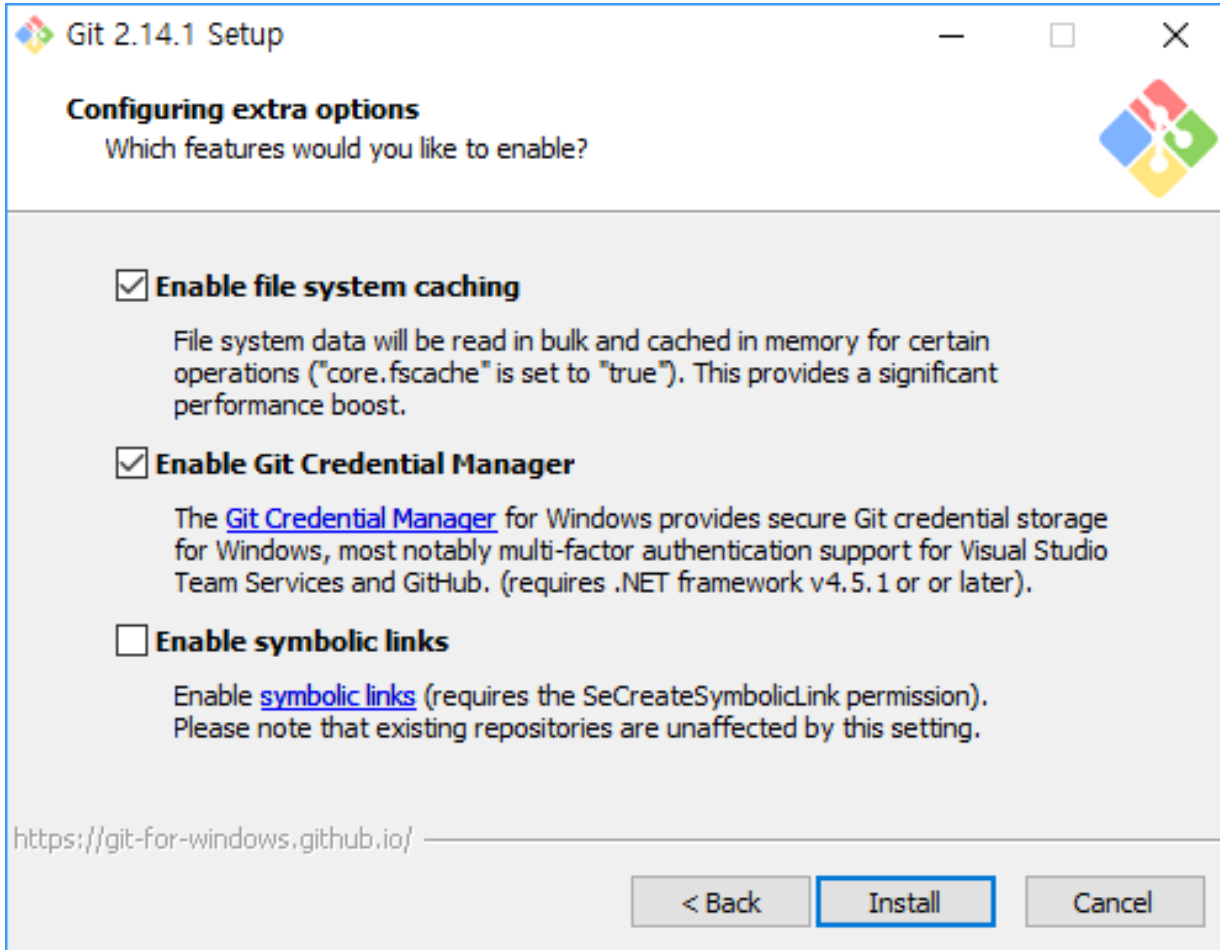 Git 2.14.1 Setup
Configuring extra options
Which features would you like to enable?
Enable file system caching
File system data will be read in bulk and cached in memory for certain
operations ("core.fscache" is set to "true"). This provides a significant
performance boost.
Enable Git Credential Manager
The Git Credential Manager for Windows provides secure Git credential storage
for Windows, most notably multi-factor authentication support for Visual Studio
Team Services and GitHub. (requires .NET framework v4.5.1 or or later).
Enable symbolic links
Enable symbolic links (requires the SeCreateSymbolicLink permission).
Please note that existing repositories are unaffected by this setting.
https://git-for-windows.github.io/
< Back Install Cancel